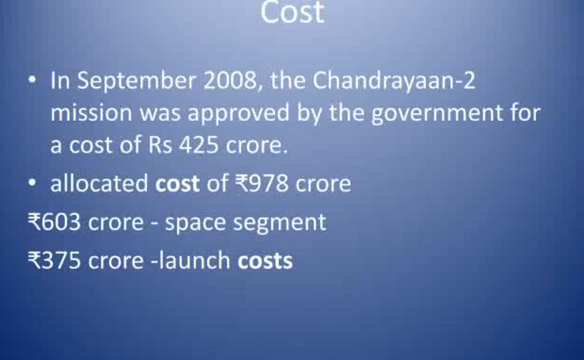 Cost
• In September 2008, the Chandrayaan-2
mission was approved by the government for
a cost of Rs 425 crore.
• allocated cost of ₹978 crore
₹603 crore - space segment
₹375 crore -launch costs